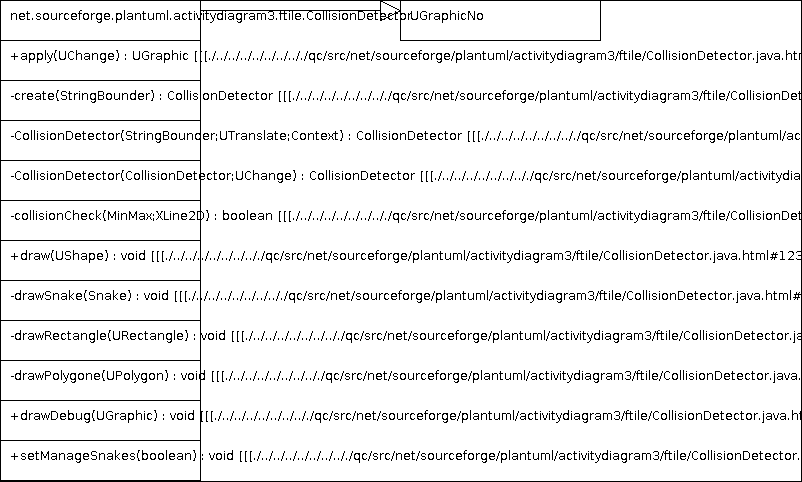 net.sourceforge.plantuml.activitydiagram3.ftile.CollisionDetector UGraphicNo
+apply(UChange) : UGraphic [[[./../../../../../../../../qc/src/net/sourceforge/plantuml/activitydiagram3/ftile/CollisionDetector.java.htm
-create(StringBounder) : CollisionDetector [[[./../../../../../../../../qc/src/net/sourceforge/plantuml/activitydiagram3/ftile/CollisionDet
-CollisionDetector(StringBounder;UTranslate;Context) : CollisionDetector [[[./../../../../../../../../qc/src/net/sourceforge/plantuml/ac
-CollisionDetector(CollisionDetector;UChange) : CollisionDetector [[[./../../../../../../../../qc/src/net/sourceforge/plantuml/activitydia
-collisionCheck(MinMax;XLine2D) : boolean [[[./../../../../../../../../qc/src/net/sourceforge/plantuml/activitydiagram3/ftile/CollisionDet
+draw(UShape) : void [[[./../../../../../../../../qc/src/net/sourceforge/plantuml/activitydiagram3/ftile/CollisionDetector.java.html#123
-drawSnake(Snake) : void [[[./../../../../../../../../qc/src/net/sourceforge/plantuml/activitydiagram3/ftile/CollisionDetector.java.html#
-drawRectangle(URectangle) : void [[[./../../../../../../../../qc/src/net/sourceforge/plantuml/activitydiagram3/ftile/CollisionDetector.ja
-drawPolygone(UPolygon) : void [[[./../../../../../../../../qc/src/net/sourceforge/plantuml/activitydiagram3/ftile/CollisionDetector.java.
+drawDebug(UGraphic) : void [[[./../../../../../../../../qc/src/net/sourceforge/plantuml/activitydiagram3/ftile/CollisionDetector.java.ht
+setManageSnakes(boolean) : void [[[./../../../../../../../../qc/src/net/sourceforge/plantuml/activitydiagram3/ftile/CollisionDetector.